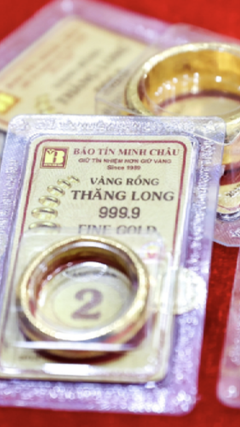 BẢO TÍN MINH CHÂU
GIỮ TÍN NHIỆM HƠN GIỮ VÀNG
Since 1989
VÀNG RỒNG
THĂNG LONG
999.9
FINE GOLD
2